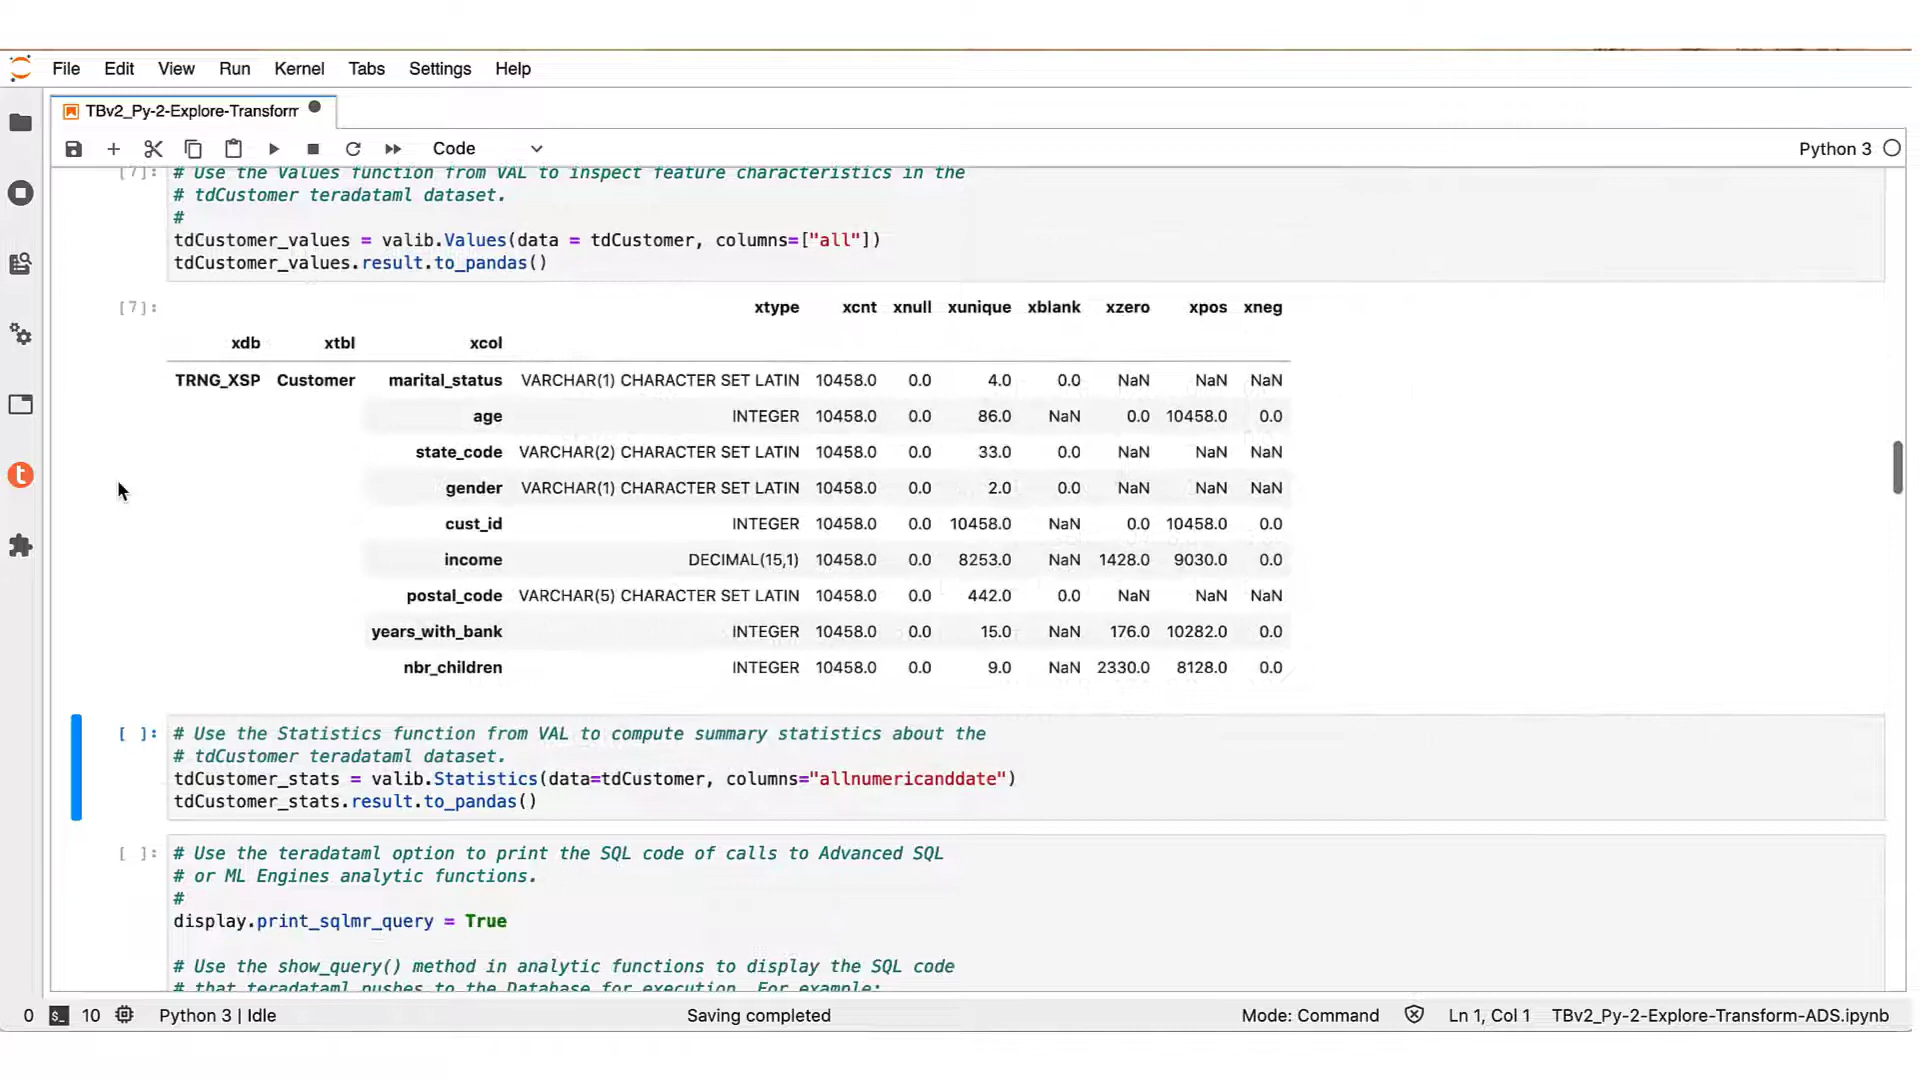 File Edit View Run Kernel Tabs Settings Help
TBv2_Py-2-Explore-Transform
Code Python 3
[7]: # Use the Values function from VAL to inspect feature characteristics in the
# tdCustomer teradataml dataset.
#
tdCustomer_values = valib.Values(data = tdCustomer, columns=["all"])
tdCustomer_values.result.to_pandas()
[7]: xtype xcnt xnull xunique xblank xzero xpos xneg
xdb xtbl xcol
TRNG_XSP Customer marital_status VARCHAR(1) CHARACTER SET LATIN 10458.0 0.0 4.0 0.0 NaN NaN NaN
age INTEGER 10458.0 0.0 86.0 NaN 0.0 10458.0 0.0
state_code VARCHAR(2) CHARACTER SET LATIN 10458.0 0.0 33.0 0.0 NaN NaN NaN
gender VARCHAR(1) CHARACTER SET LATIN 10458.0 0.0 2.0 0.0 NaN NaN NaN
cust_id INTEGER 10458.0 0.0 10458.0 NaN 0.0 10458.0 0.0
income DECIMAL(15,1) 10458.0 0.0 8253.0 NaN 1428.0 9030.0 0.0
postal_code VARCHAR(5) CHARACTER SET LATIN 10458.0 0.0 442.0 0.0 NaN NaN NaN
years_with_bank INTEGER 10458.0 0.0 15.0 NaN 176.0 10282.0 0.0
nbr_children INTEGER 10458.0 0.0 9.0 NaN 2330.0 8128.0 0.0
[ ]: # Use the Statistics function from VAL to compute summary statistics about the
# tdCustomer teradataml dataset.
tdCustomer_stats = valib.Statistics(data=tdCustomer, columns="allnumericanddate")
tdCustomer_stats.result.to_pandas()
[ ]: # Use the teradataml option to print the SQL code of calls to Advanced SQL
# or ML Engines analytic functions.
#
display.print_sqlmr_query = True
# Use the show_query() method in analytic functions to display the SQL code
# that teradataml pushes to the Database for execution. For example:
0 $_ 10 Python 3 | Idle Saving completed Mode: Command Ln 1, Col 1 TBv2_Py-2-Explore-Transform-ADS.ipynb